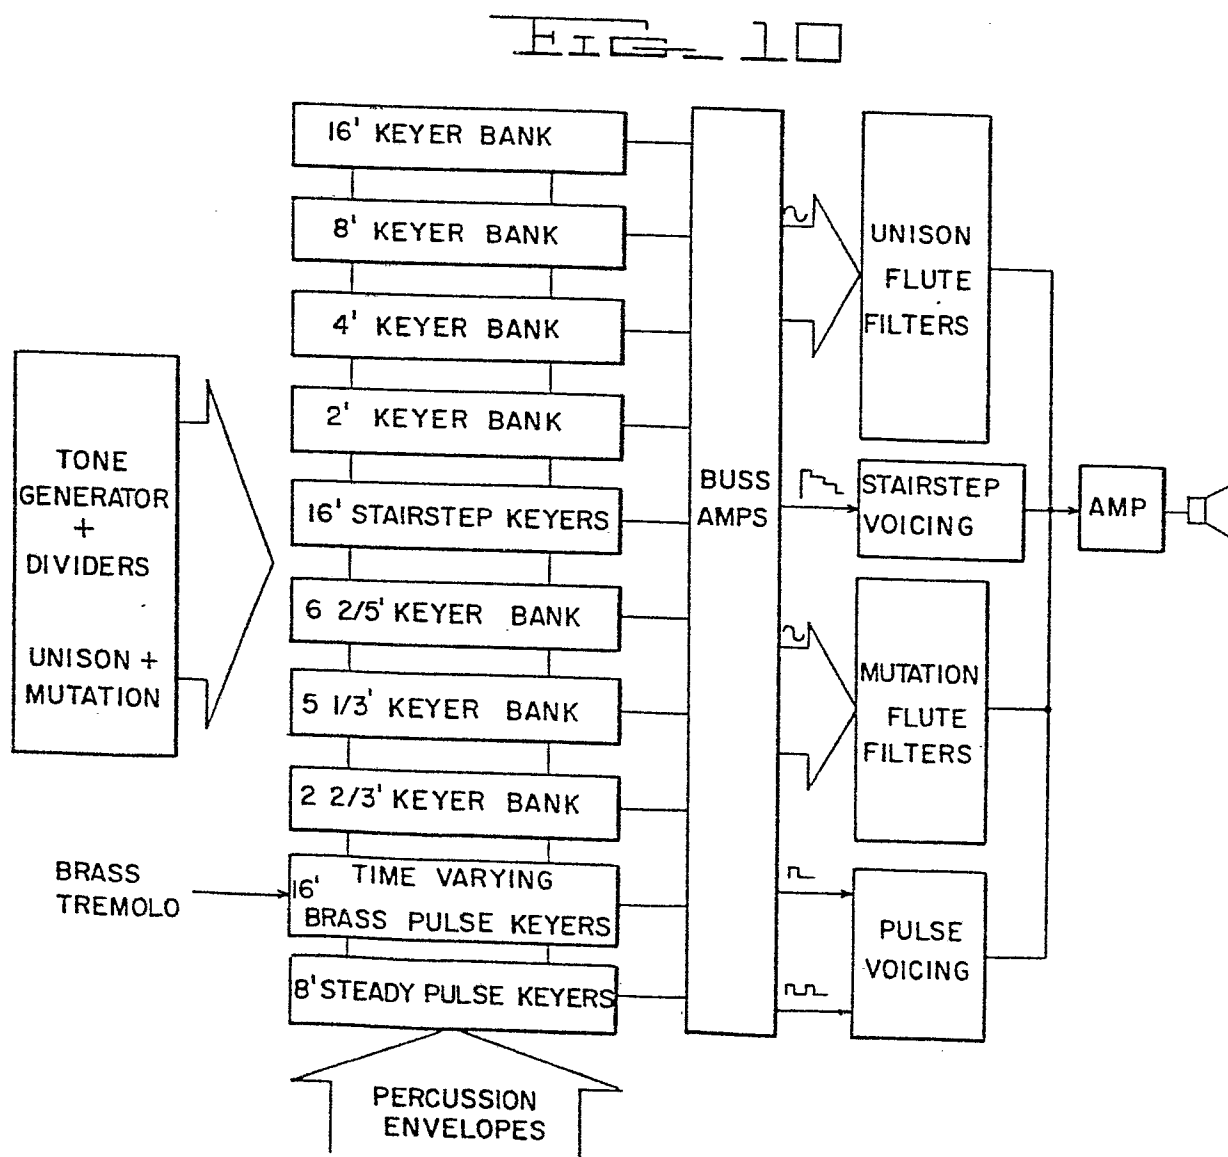 FIG_10
16' KEYER BANK
8' KEYER BANK
4' KEYER BANK
2' KEYER BANK
16' STAIRSTEP KEYERS
6 2/5' KEYER BANK
5 1/3' KEYER BANK
2 2/3' KEYER BANK
16' TIME VARYING
BRASS PULSE KEYERS
8' STEADY PULSE KEYERS
TONE
GENERATOR
+
DIVIDERS
UNISON +
MUTATION
BRASS
TREMOLO
PERCUSSION
ENVELOPES
BUSS
AMPS
UNISON
FLUTE
FILTERS
STAIRSTEP
VOICING
MUTATION
FLUTE
FILTERS
PULSE
VOICING
AMP